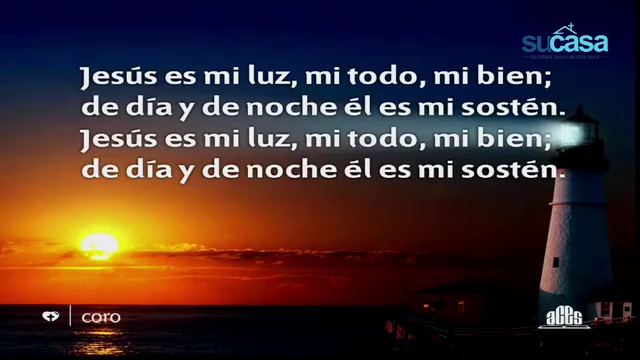 sucasa
Jesús es mi luz, mi todo, mi bien;
de día y de noche él es mi sostén.
Jesús es mi luz, mi todo, mi bien;
de día y de noche él es mi sostén.
coro
aces